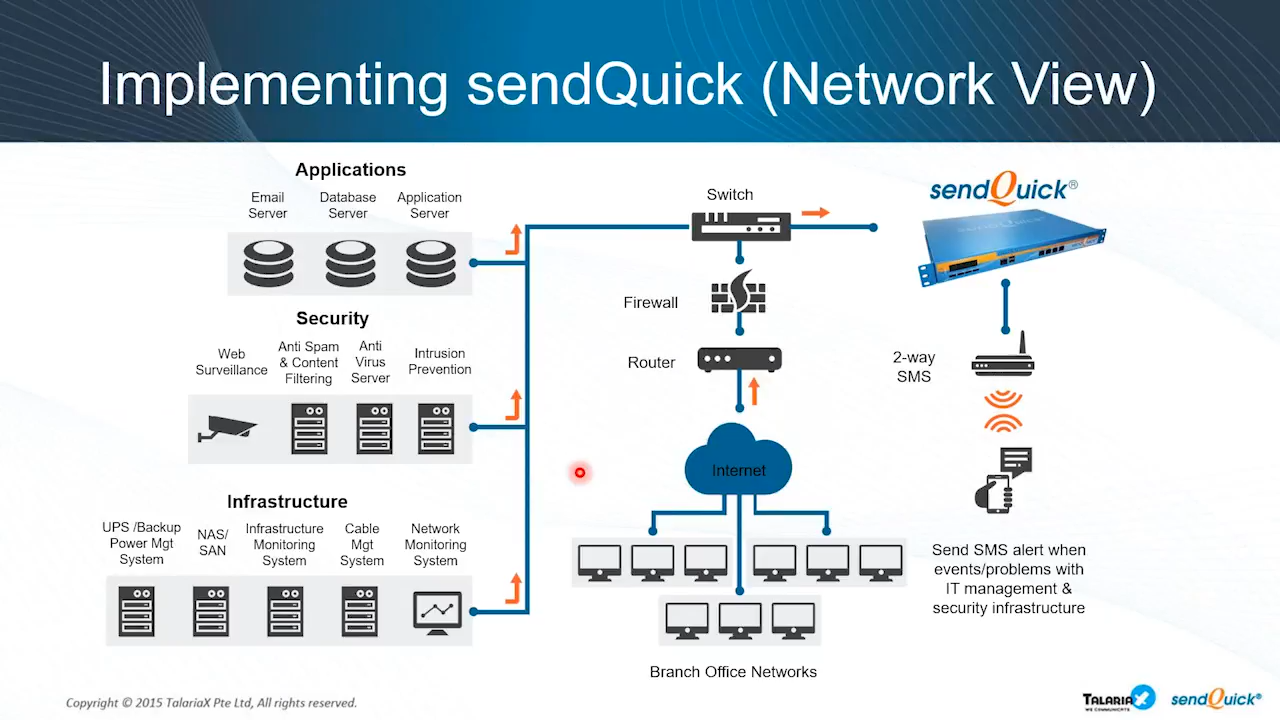 Implementing sendQuick (Network View)
Applications
Email
Server
Database
Server
Application
Server
Security
Web
Surveillance
Anti Spam
& Content
Filtering
Anti
Virus
Server
Intrusion
Prevention
Infrastructure
UPS /Backup
Power Mgt
System
NAS/
SAN
Infrastructure
Monitoring
System
Cable
Mgt
System
Network
Monitoring
System
Switch
Firewall
Router
Internet
Branch Office Networks
sendQuick®
2-way
SMS
Send SMS alert when
events/problems with
IT management &
security infrastructure
Copyright © 2015 TalariaX Pte Ltd, All rights reserved.
TALARIAX
WE COMMUNICATE
sendQuick®